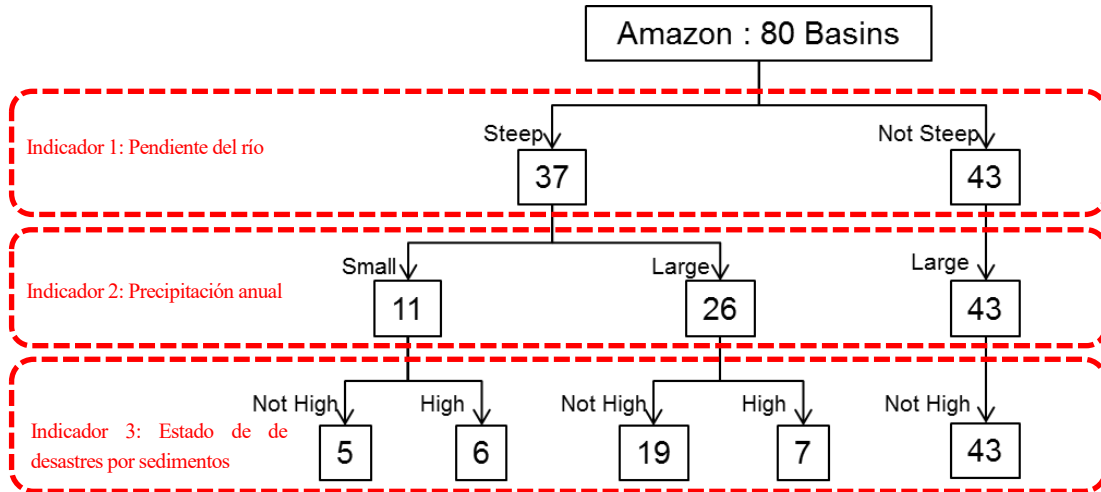 Amazon : 80 Basins
Steep
Not Steep
Indicador 1: Pendiente del río
37
43
Small
Large
Large
Indicador 2: Precipitación anual
11
26
43
Not High
High
Not High
High
Not High
Indicador 3: Estado de de
desastres por sedimentos
5
6
19
7
43